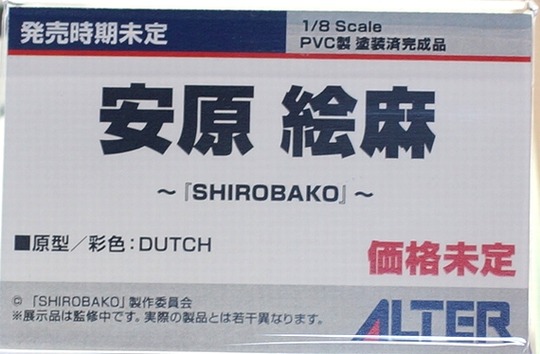 発売時期未定
1/8 Scale
PVC製 塗装済完成品
安原 絵麻
～『SHIROBAKO』～
■原型／彩色：DUTCH
価格未定
© 「SHIROBAKO」製作委員会
※展示品は監修中です。実際の製品とは若干異なります。
ALTER